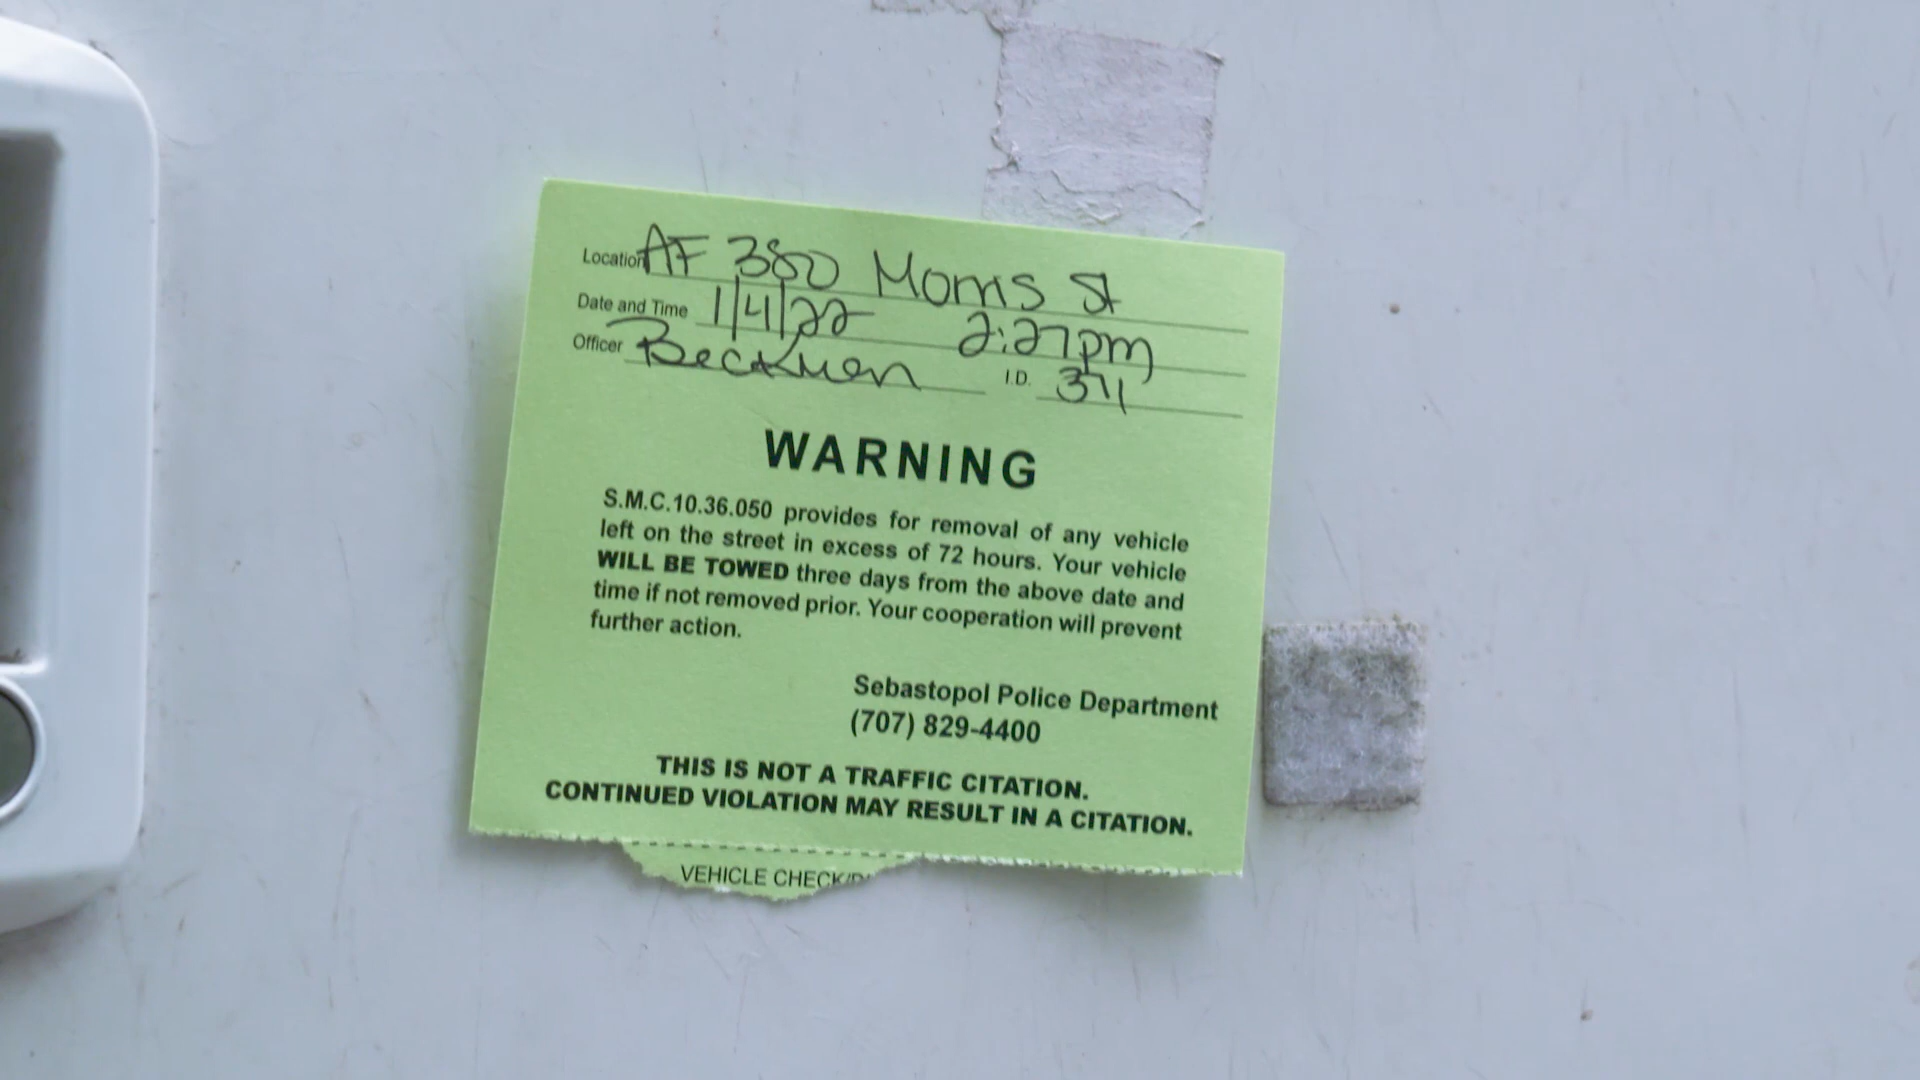 Location AF 380 Morris St
Date and Time 1/4/22 2:27pm
Officer Beckman I.D. 371
WARNING
S.M.C.10.36.050 provides for removal of any vehicle
left on the street in excess of 72 hours. Your vehicle
WILL BE TOWED three days from the above date and
time if not removed prior. Your cooperation will prevent
further action.
Sebastopol Police Department
(707) 829-4400
THIS IS NOT A TRAFFIC CITATION.
CONTINUED VIOLATION MAY RESULT IN A CITATION.
VEHICLE CHECK